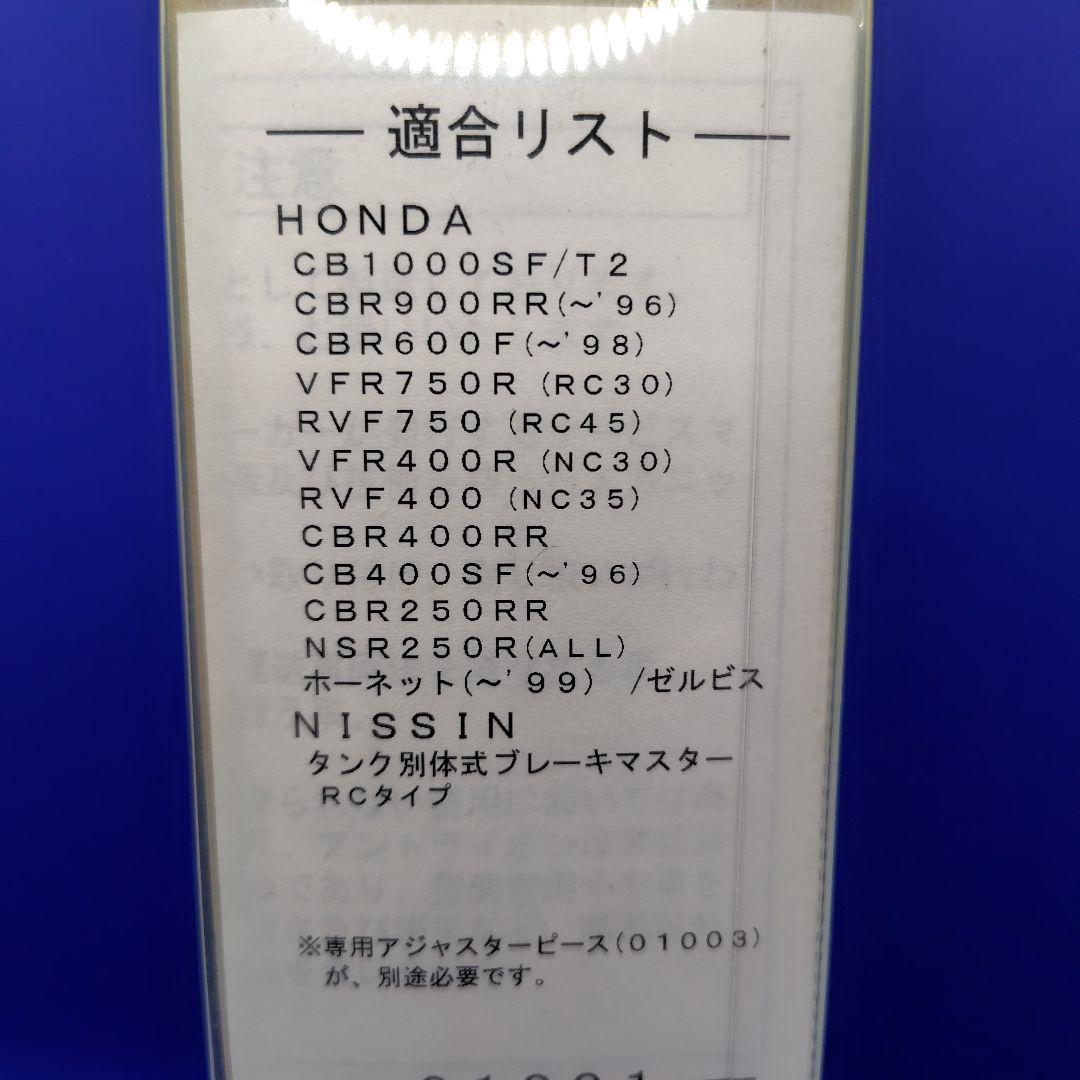 適合リスト
HONDA
CB1000SF/T2
CBR900RR(〜'96)
CBR600F(〜'98)
VFR750R (RC30)
RVF750 (RC45)
VFR400R (NC30)
RVF400 (NC35)
CBR400RR
CB400SF(〜'96)
CBR250RR
NSR250R(ALL)
ホーネット(〜'99) /ゼルビス
NISSIN
タンク別体式ブレーキマスター
RCタイプ
※専用アジャスターピース(01003)
が、別途必要です。